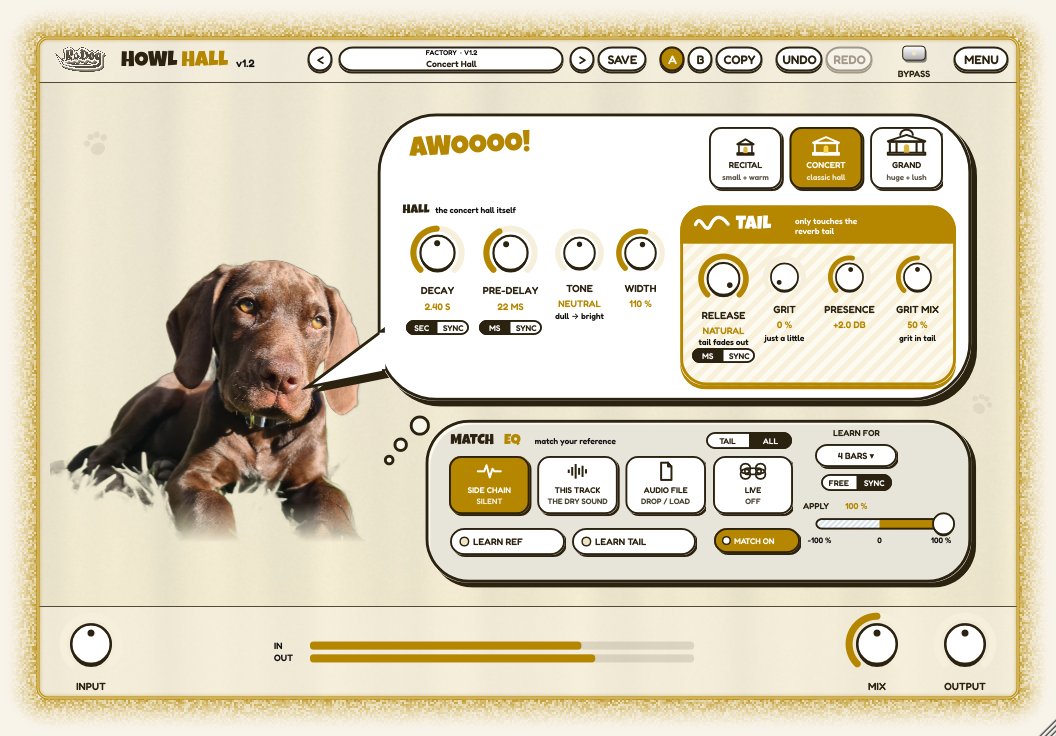 K9Dog
HOWL HALL v1.2
<
FACTORY · V1.2
Concert Hall
>
SAVE
A
B
COPY
UNDO
REDO
BYPASS
MENU
AWOOOO!
RECITAL
small + warm
CONCERT
classic hall
GRAND
huge + lush
HALL the concert hall itself
DECAY
2.40 S
SEC SYNC
PRE-DELAY
22 MS
MS SYNC
TONE
NEUTRAL
dull → bright
WIDTH
110 %
TAIL
only touches the
reverb tail
RELEASE
NATURAL
tail fades out
MS SYNC
GRIT
0 %
just a little
PRESENCE
+2.0 DB
GRIT MIX
50 %
grit in tail
MATCH EQ match your reference
TAIL ALL
SIDE CHAIN
SILENT
THIS TRACK
THE DRY SOUND
AUDIO FILE
DROP / LOAD
LIVE
OFF
LEARN REF
LEARN TAIL
MATCH ON
LEARN FOR
4 BARS ▾
FREE SYNC
APPLY 100 %
-100 % 0 100 %
INPUT
IN
OUT
MIX
OUTPUT